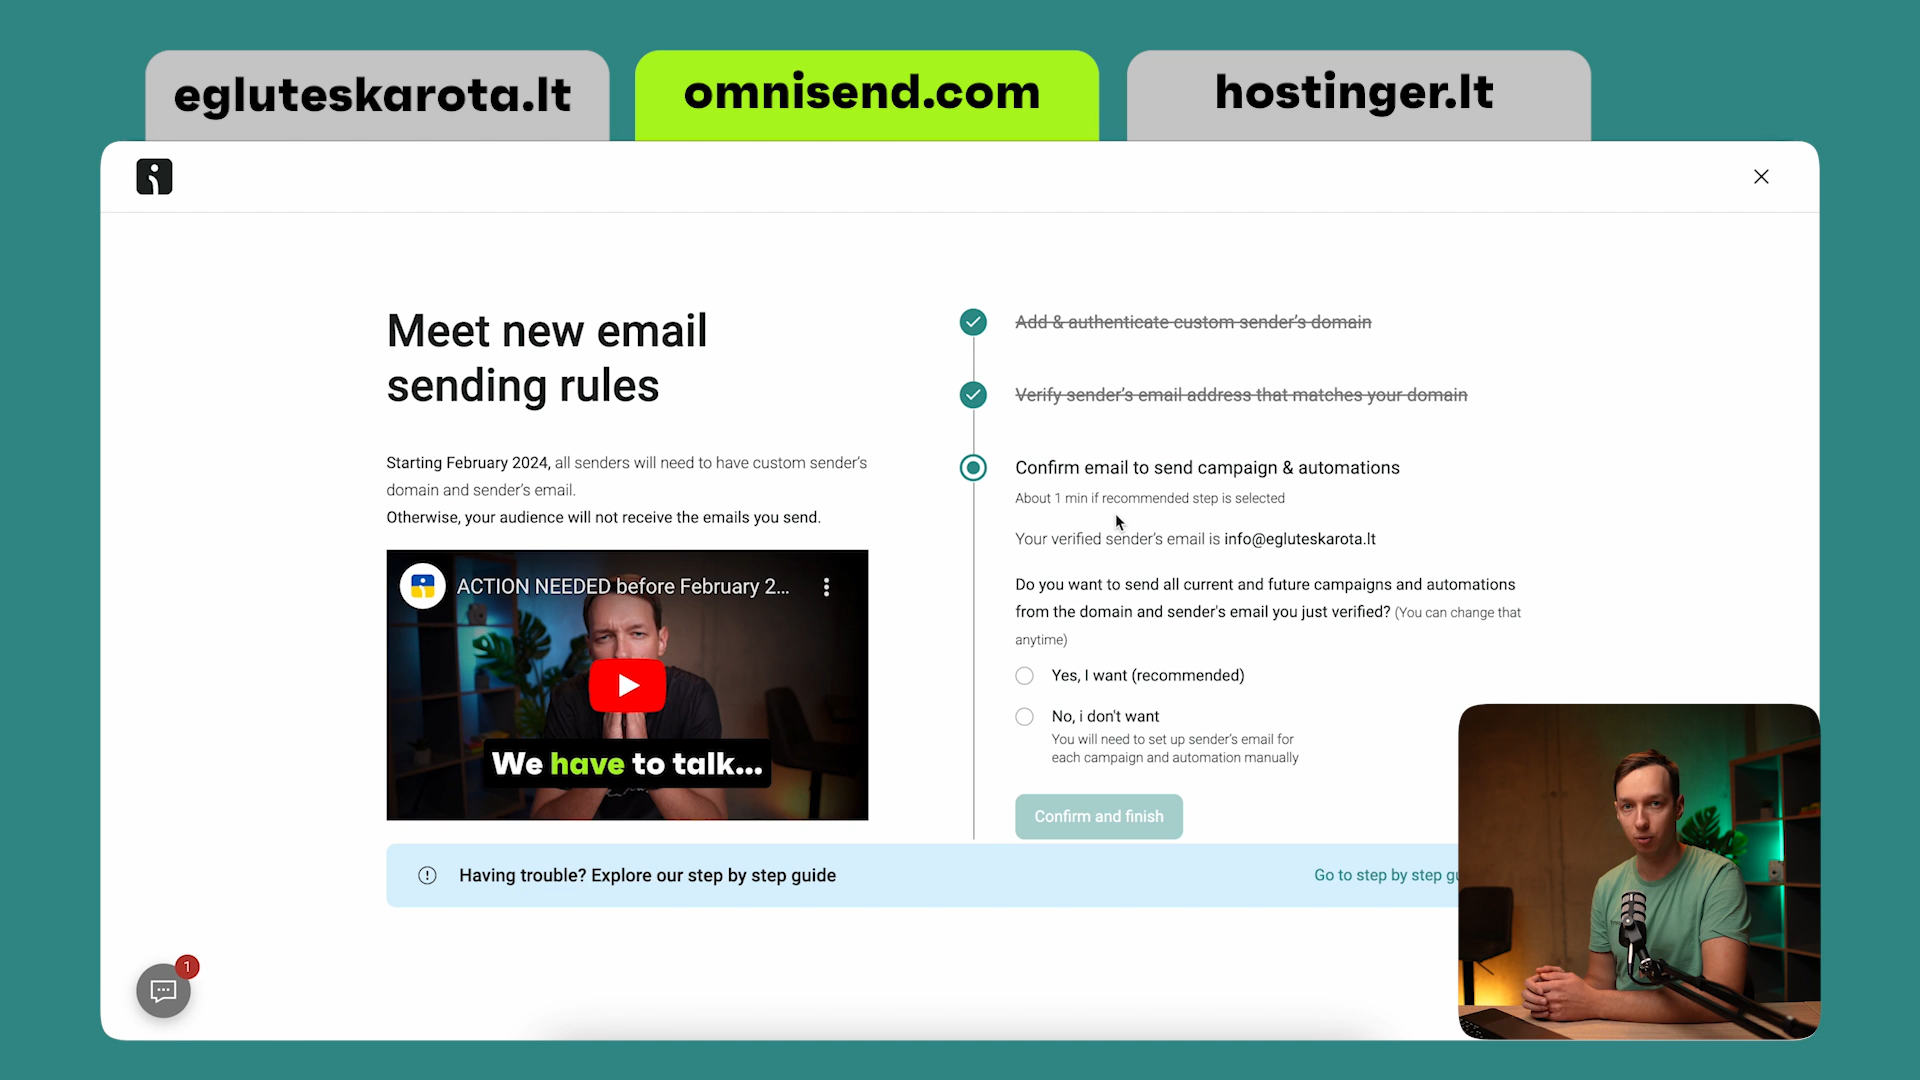 egluteskarota.lt
omnisend.com
hostinger.lt
Meet new email
sending rules
Starting February 2024, all senders will need to have custom sender's
domain and sender's email.
Otherwise, your audience will not receive the emails you send.
ACTION NEEDED before February 2...
We have to talk...
Add & authenticate custom sender's domain
Verify sender's email address that matches your domain
Confirm email to send campaign & automations
About 1 min if recommended step is selected
Your verified sender's email is info@egluteskarota.lt
Do you want to send all current and future campaigns and automations
from the domain and sender's email you just verified? (You can change that
anytime)
Yes, I want (recommended)
No, i don't want
You will need to set up sender's email for
each campaign and automation manually
Confirm and finish
Having trouble? Explore our step by step guide
Go to step by step
1